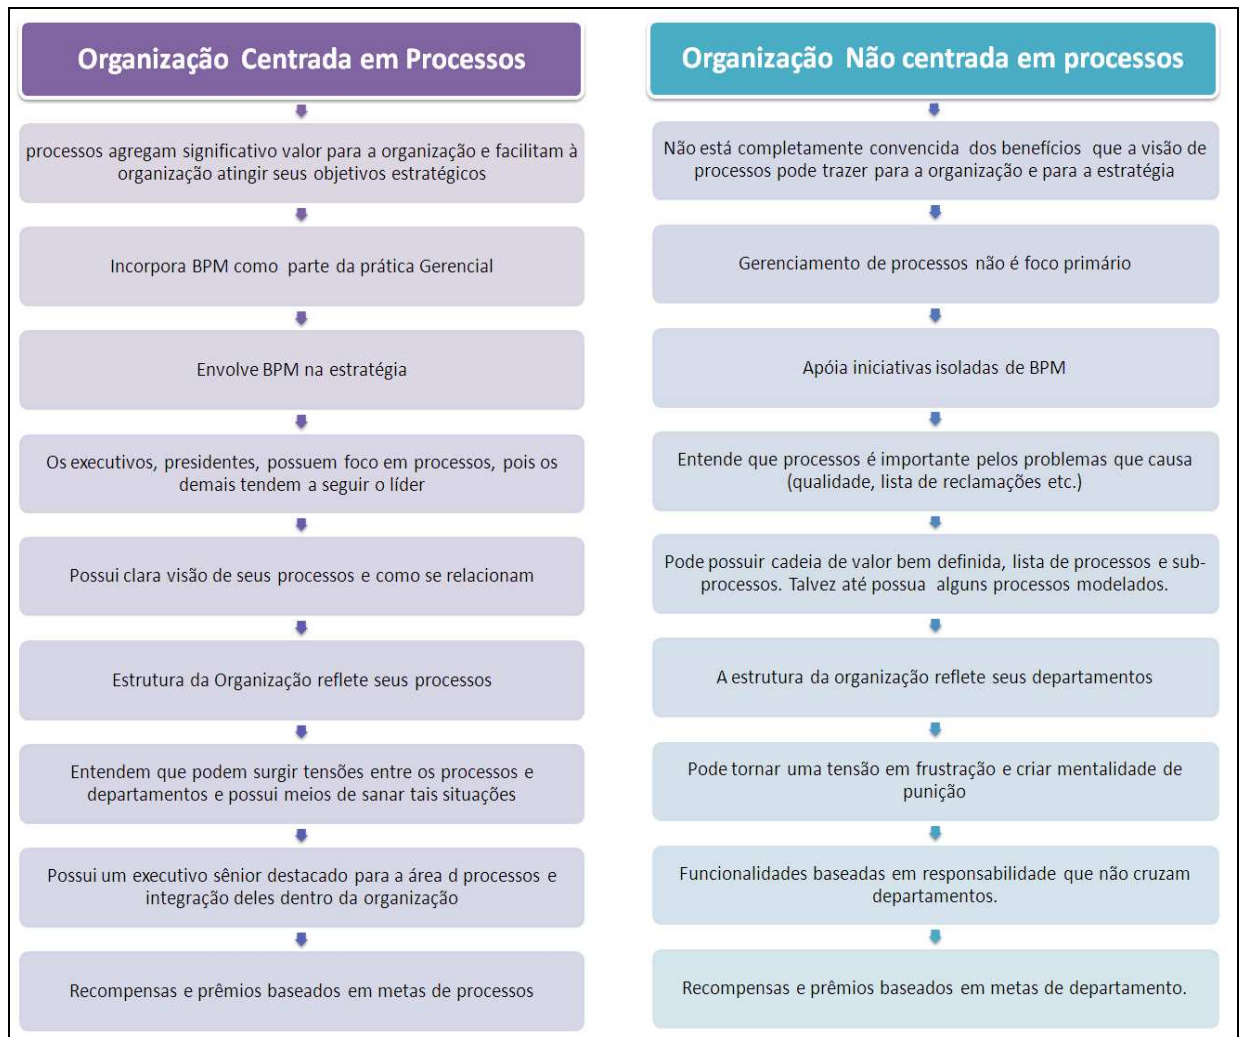 Organização Centrada em Processos
processos agregam significativo valor para a organização e facilitam à
organização atingir seus objetivos estratégicos
Incorpora BPM como parte da prática Gerencial
Envolve BPM na estratégia
Os executivos, presidentes, possuem foco em processos, pois os
demais tendem a seguir o líder
Possui clara visão de seus processos e como se relacionam
Estrutura da Organização reflete seus processos
Entendem que podem surgir tensões entre os processos e
departamentos e possui meios de sanar tais situações
Possui um executivo sênior destacado para a área d processos e
integração deles dentro da organização
Recompensas e prêmios baseados em metas de processos
Organização Não centrada em processos
Não está completamente convencida dos benefícios que a visão de
processos pode trazer para a organização e para a estratégia
Gerenciamento de processos não é foco primário
Apóia iniciativas isoladas de BPM
Entende que processos é importante pelos problemas que causa
(qualidade, lista de reclamações etc.)
Pode possuir cadeia de valor bem definida, lista de processos e sub-
processos. Talvez até possua alguns processos modelados.
A estrutura da organização reflete seus departamentos
Pode tornar uma tensão em frustração e criar mentalidade de
punição
Funcionalidades baseadas em responsabilidade que não cruzam
departamentos.
Recompensas e prêmios baseados em metas de departamento.